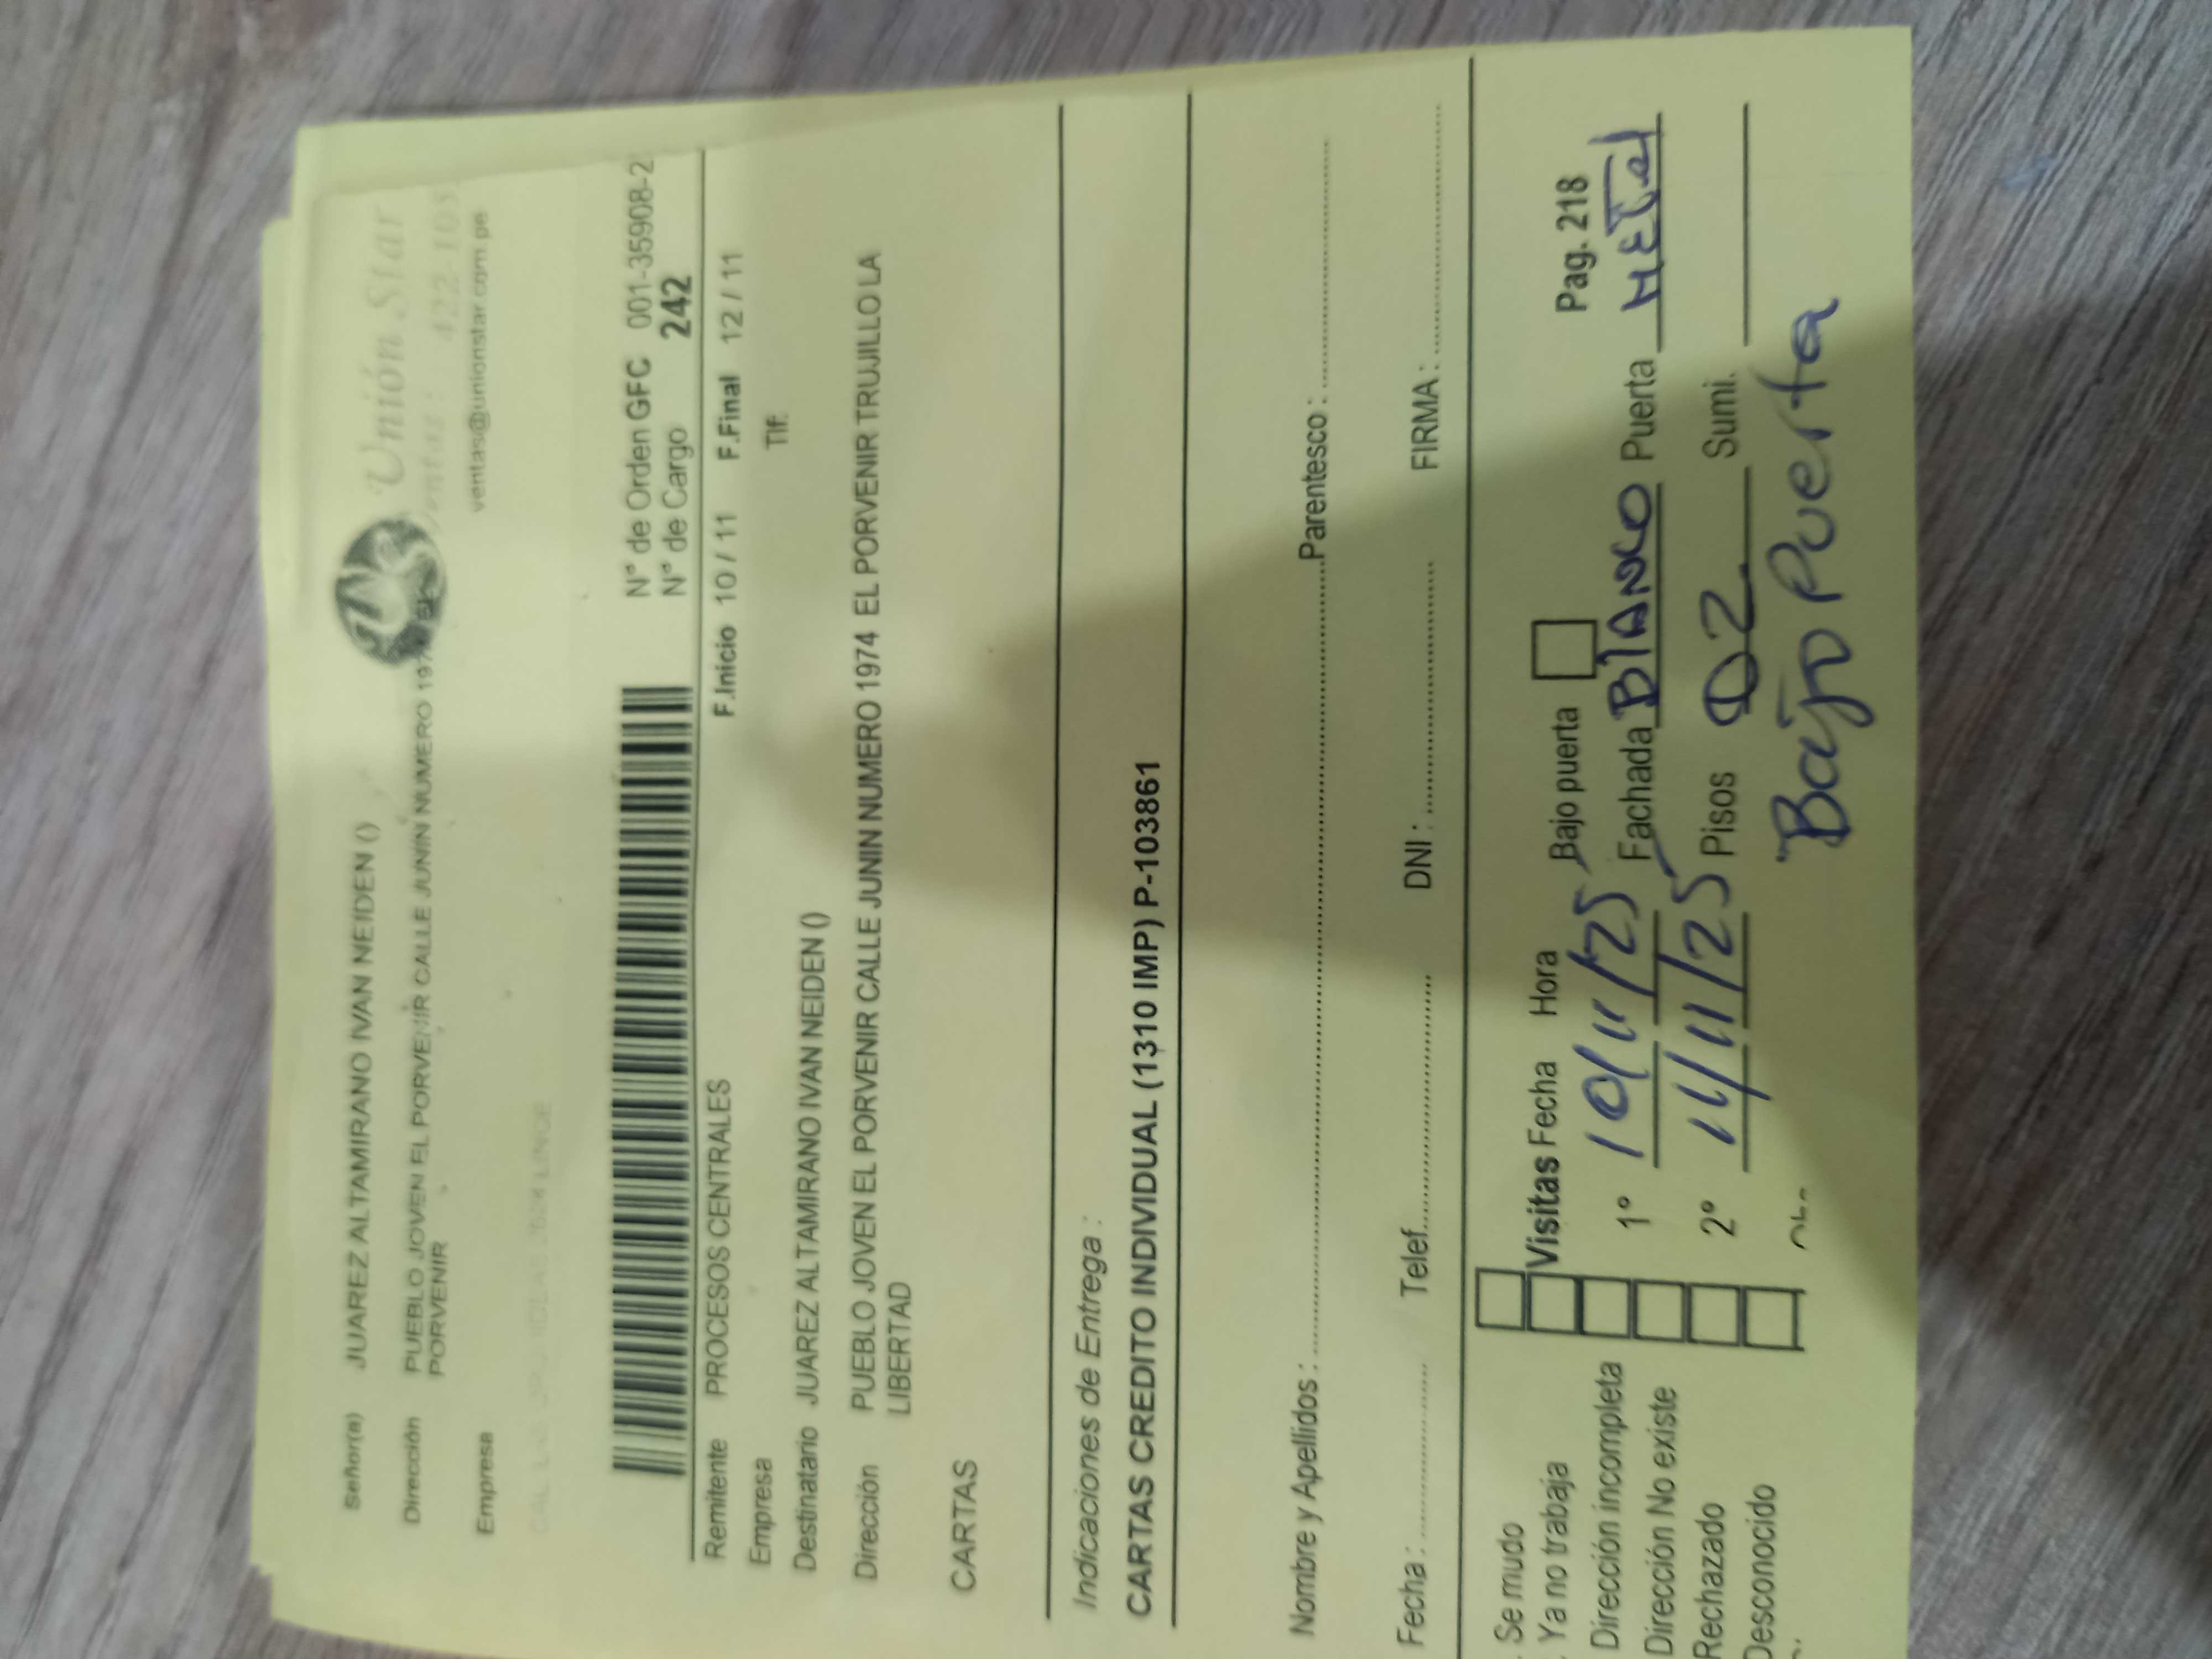 Unión Star
Ventas : 422-105
ventas@unionstar.com.pe
Señor(a) JUAREZ ALTAMIRANO IVAN NEIDEN ()
Dirección PUEBLO JOVEN EL PORVENIR CALLE JUNIN NUMERO 197
PORVENIR
Empresa
N° de Orden GFC 001-35908-2
N° de Cargo 242
Remitente PROCESOS CENTRALES F.Inicio 10 / 11 F.Final 12 / 11
Empresa Tlf.
Destinatario JUAREZ ALTAMIRANO IVAN NEIDEN ()
Dirección PUEBLO JOVEN EL PORVENIR CALLE JUNIN NUMERO 1974 EL PORVENIR TRUJILLO LA
LIBERTAD
CARTAS
Indicaciones de Entrega :
CARTAS CREDITO INDIVIDUAL (1310 IMP) P-103861
Nombre y Apellidos : Parentesco :
Fecha : Telef. DNI : FIRMA :
Se mudo
Ya no trabaja Visitas Fecha Hora Bajo puerta Pag. 218
Dirección incompleta 1° 10/11/25 Fachada BlANCO Puerta METal
Dirección No existe
Rechazado 2° 11/11/25 Pisos 02 Sumi.
Desconocido
Bajo Puerta